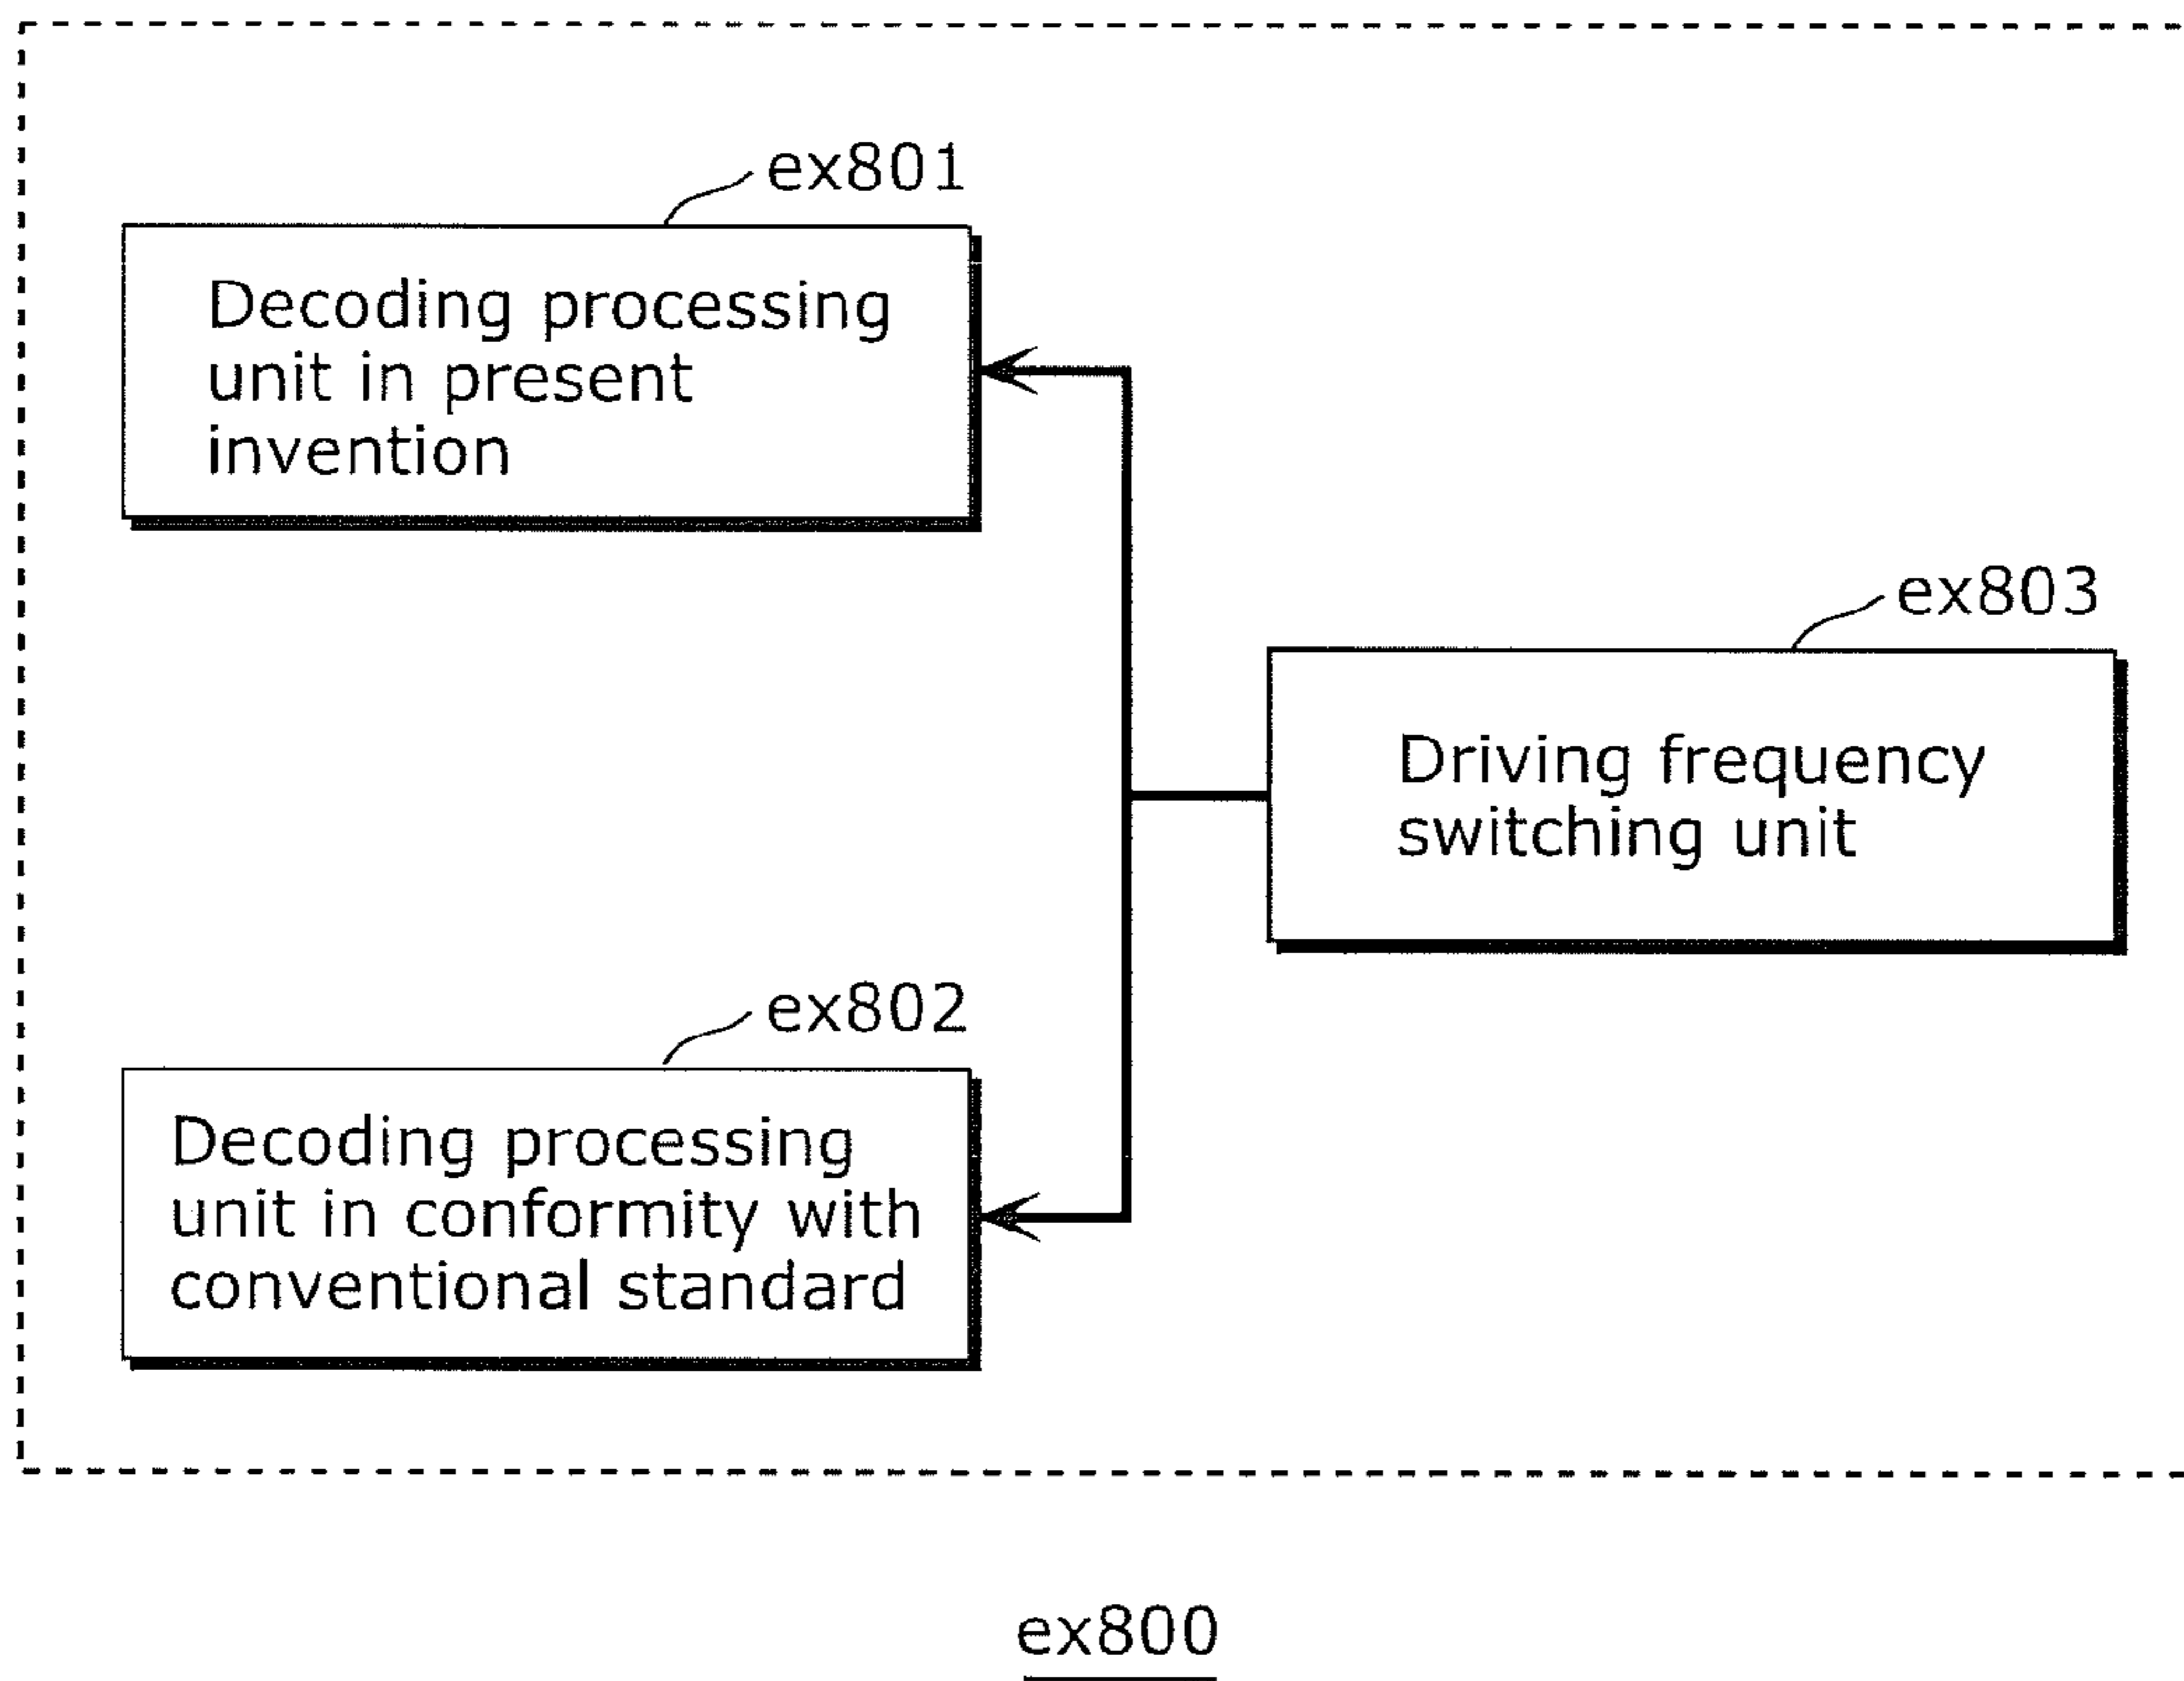 ex801
Decoding processing
unit in present
invention
ex803
Driving frequency
switching unit
ex802
Decoding processing
unit in conformity with
conventional standard
ex800